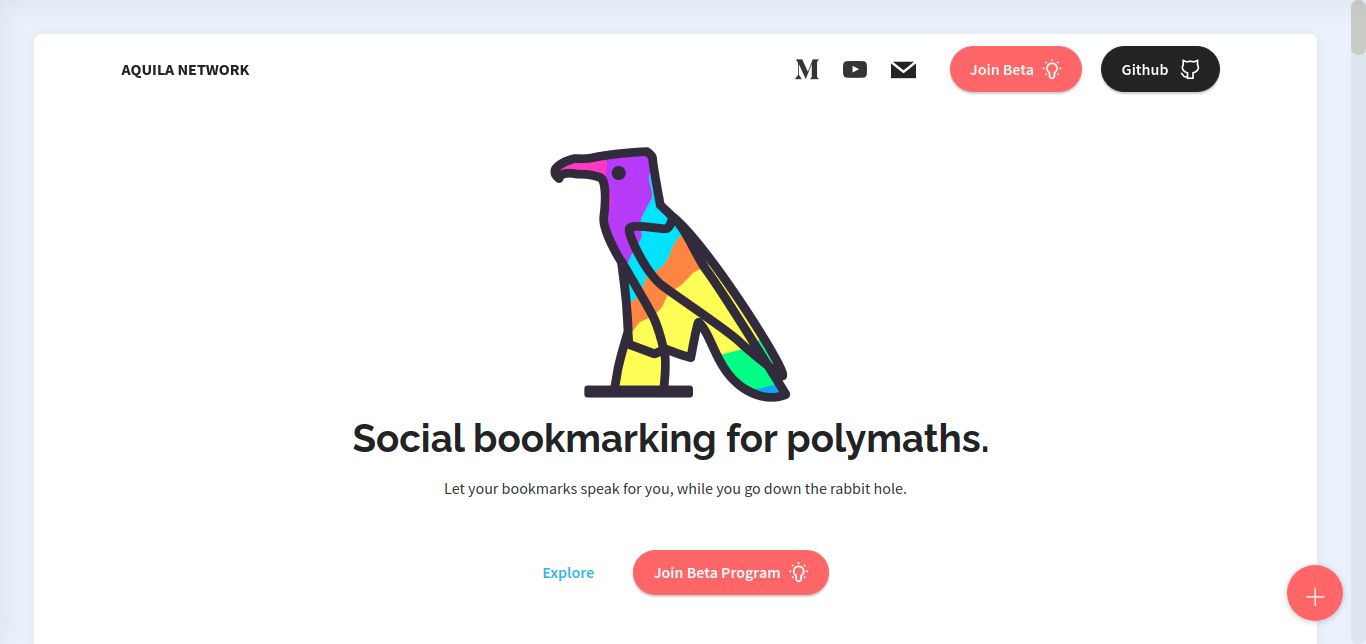 AQUILA NETWORK
Join Beta
Github
Social bookmarking for polymaths.
Let your bookmarks speak for you, while you go down the rabbit hole.
Explore
Join Beta Program